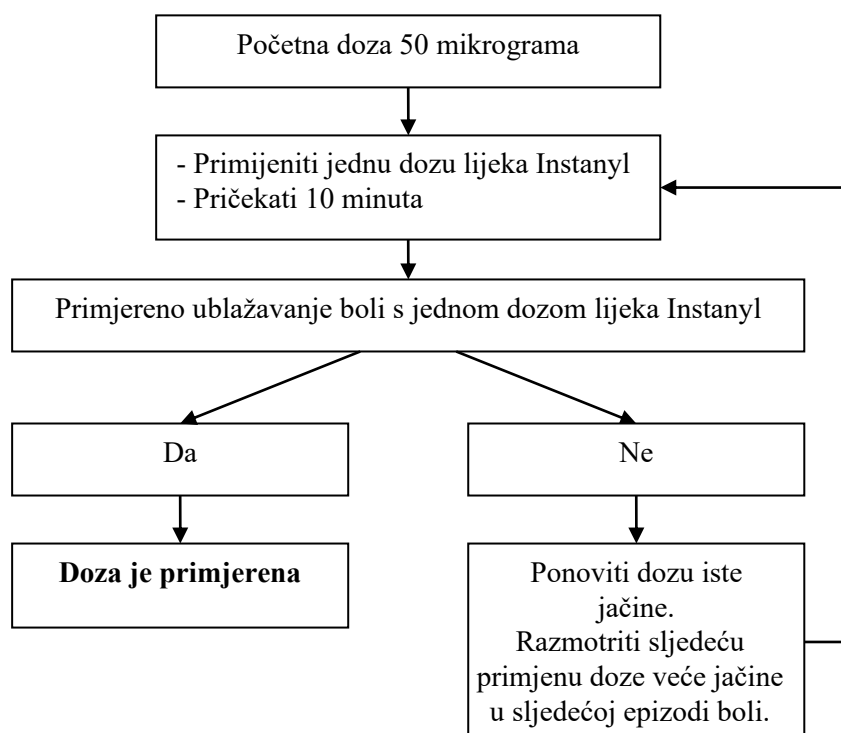 Početna doza 50 mikrograma
- Primijeniti jednu dozu lijeka Instanyl
- Pričekati 10 minuta
Primjereno ublažavanje boli s jednom dozom lijeka Instanyl
Da
Ne
Doza je primjerena
Ponoviti dozu iste
jačine.
Razmotriti sljedeću
primjenu doze veće jačine
u sljedećoj epizodi boli.